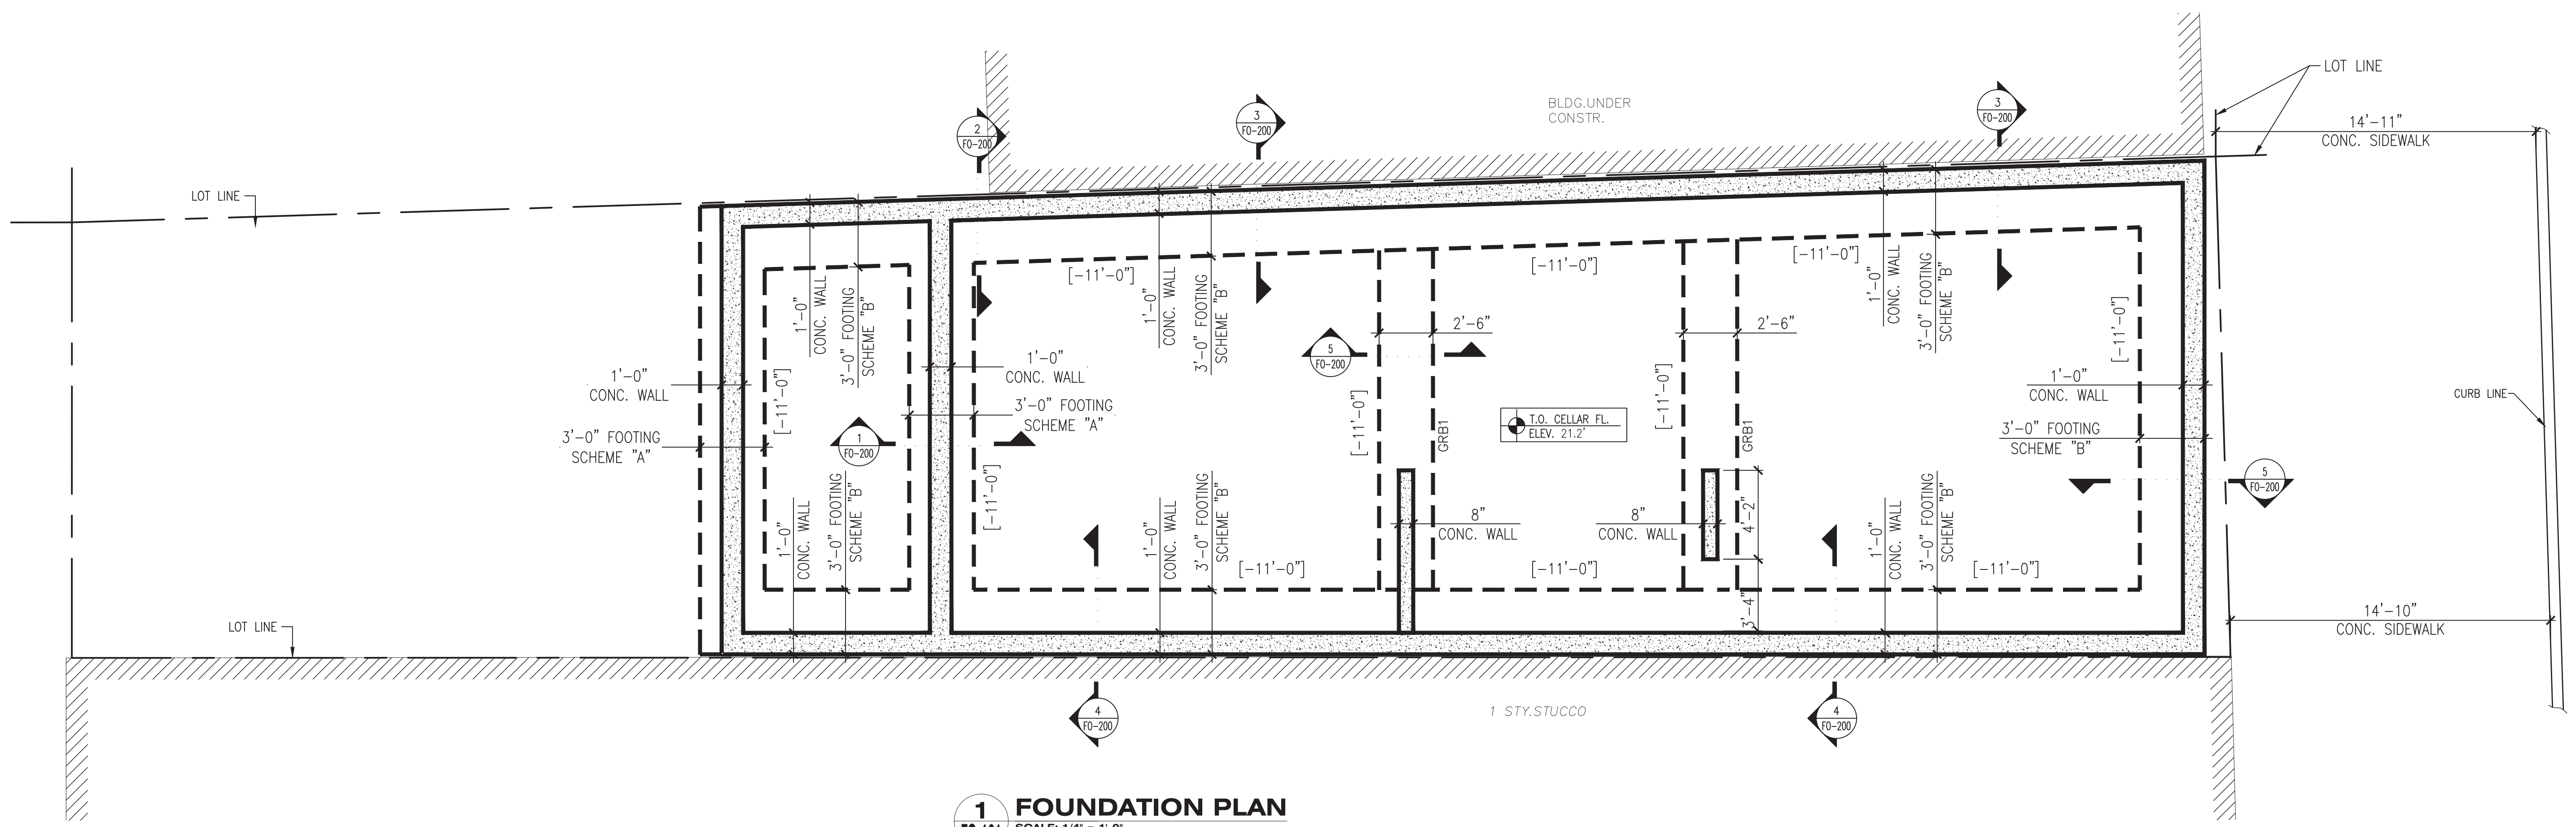 LOT LINE
BLDG.UNDER
CONSTR.
14'-11"
CONC. SIDEWALK
2
FO-200
3
FO-200
3
FO-200
LOT LINE
[-11'-0"]
[-11'-0"]
[-11'-0"]
1'-0"
CONC. WALL
3'-0" FOOTING
SCHEME "B"
1'-0"
CONC. WALL
3'-0" FOOTING
SCHEME "B"
1'-0"
CONC. WALL
3'-0" FOOTING
SCHEME "B"
[-11'-0"]
2'-6"
2'-6"
5
FO-200
1'-0"
CONC. WALL
[-11'-0"]
1'-0"
CONC. WALL
3'-0" FOOTING
SCHEME "A"
[-11'-0"]
[-11'-0"]
1'-0"
CONC. WALL
CURB LINE
3'-0" FOOTING
SCHEME "A"
1
FO-200
GRB1
T.O. CELLAR FL.
ELEV. 21.2'
GRB1
3'-0" FOOTING
SCHEME "B"
[-11'-0"]
5
FO-200
1'-0"
CONC. WALL
3'-0" FOOTING
SCHEME "B"
1'-0"
CONC. WALL
3'-0" FOOTING
SCHEME "B"
8"
CONC. WALL
8"
CONC. WALL
4'-2"
1'-0"
CONC. WALL
3'-0" FOOTING
SCHEME "B"
[-11'-0"]
[-11'-0"]
[-11'-0"]
3'-4"
14'-10"
CONC. SIDEWALK
LOT LINE
4
FO-200
1 STY.STUCCO
4
FO-200
1
FOUNDATION PLAN
SCALE: 1/4" = 1'-0"